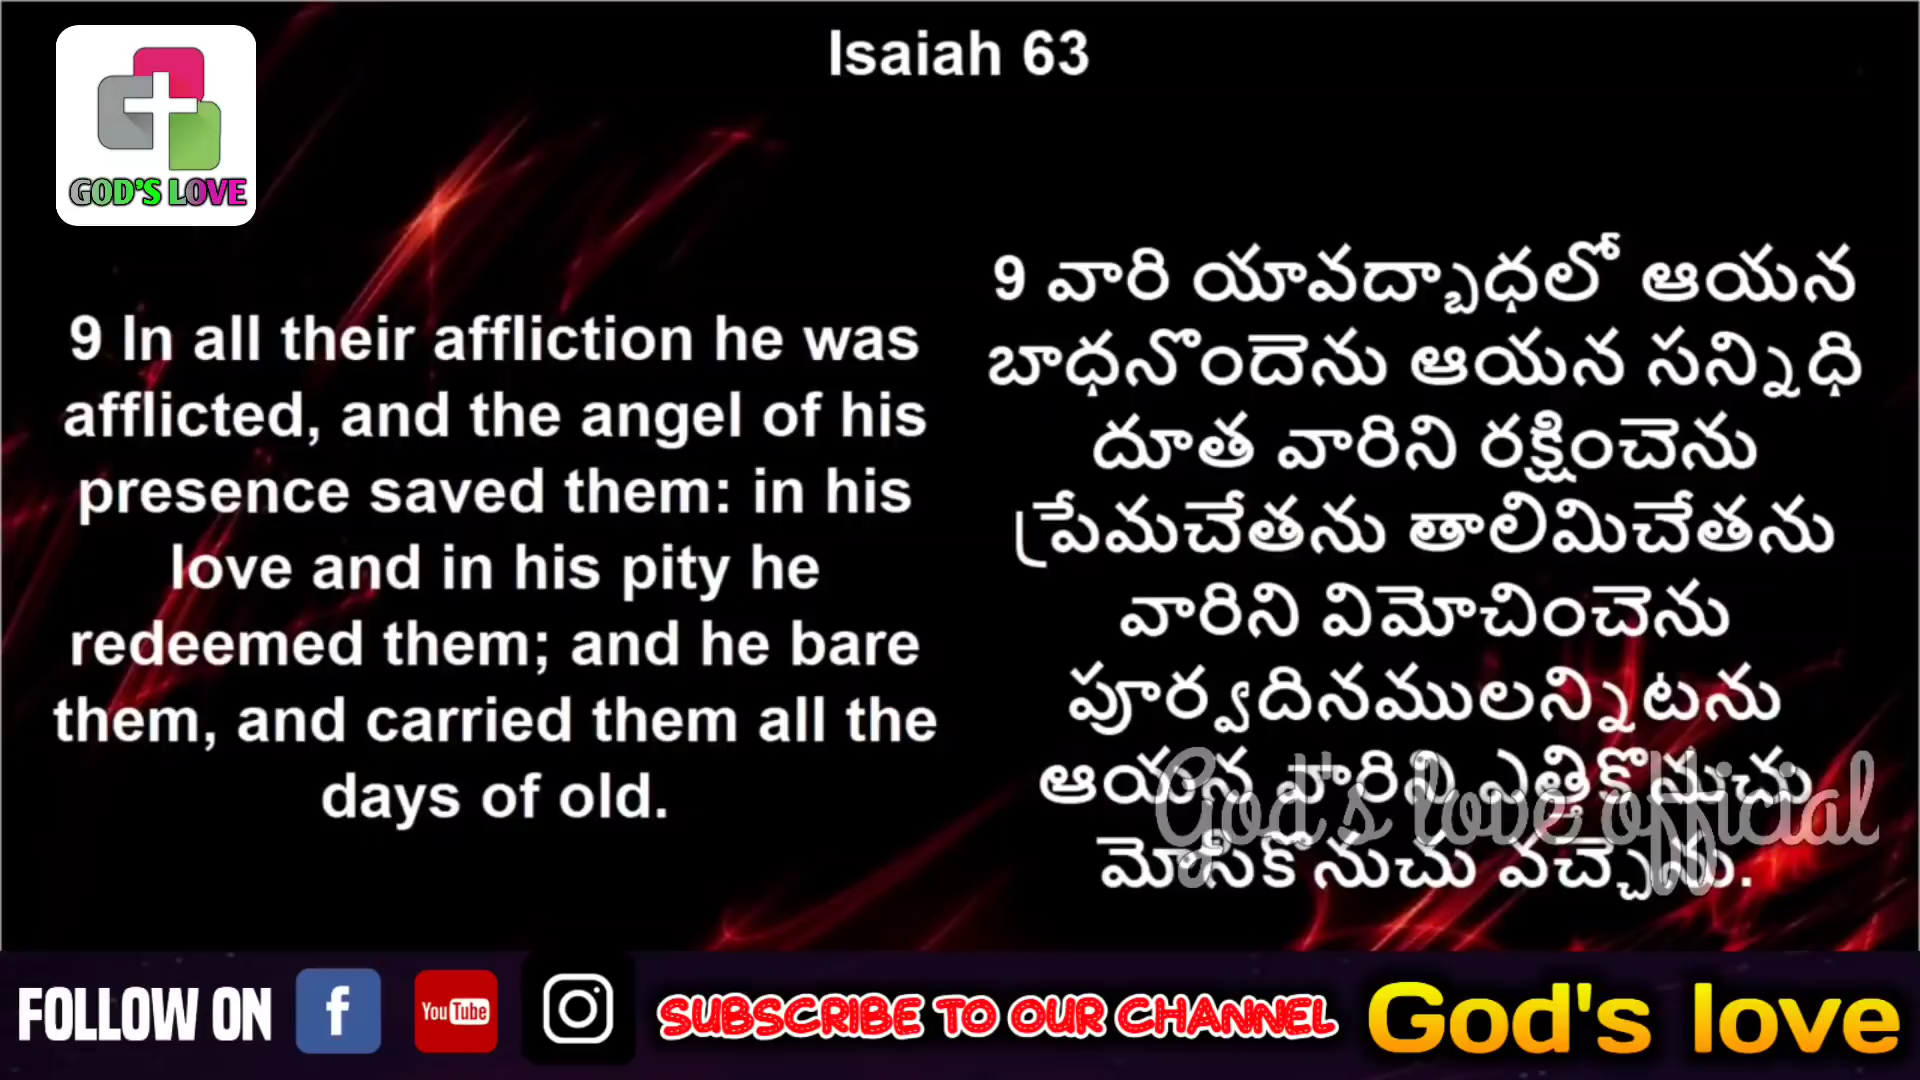 Isaiah 63
GOD'S LOVE
9 In all their affliction he was
afflicted, and the angel of his
presence saved them: in his
love and in his pity he
redeemed them; and he bare
them, and carried them all the
days of old.
9 వారి యావద్బాధలో ఆయన
బాధనొందెను ఆయన సన్నిధి
దూత వారిని రక్షించెను
ప్రేమచేతను తాలిమిచేతను
వారిని విమోచించెను
పూర్వదినములన్నిటను
ఆయన వారిని ఎత్తికొనుచు
మోసికొనుచు వచ్చెను.
God's love official
FOLLOW ON f YouTube SUBSCRIBE TO OUR CHANNEL God's love